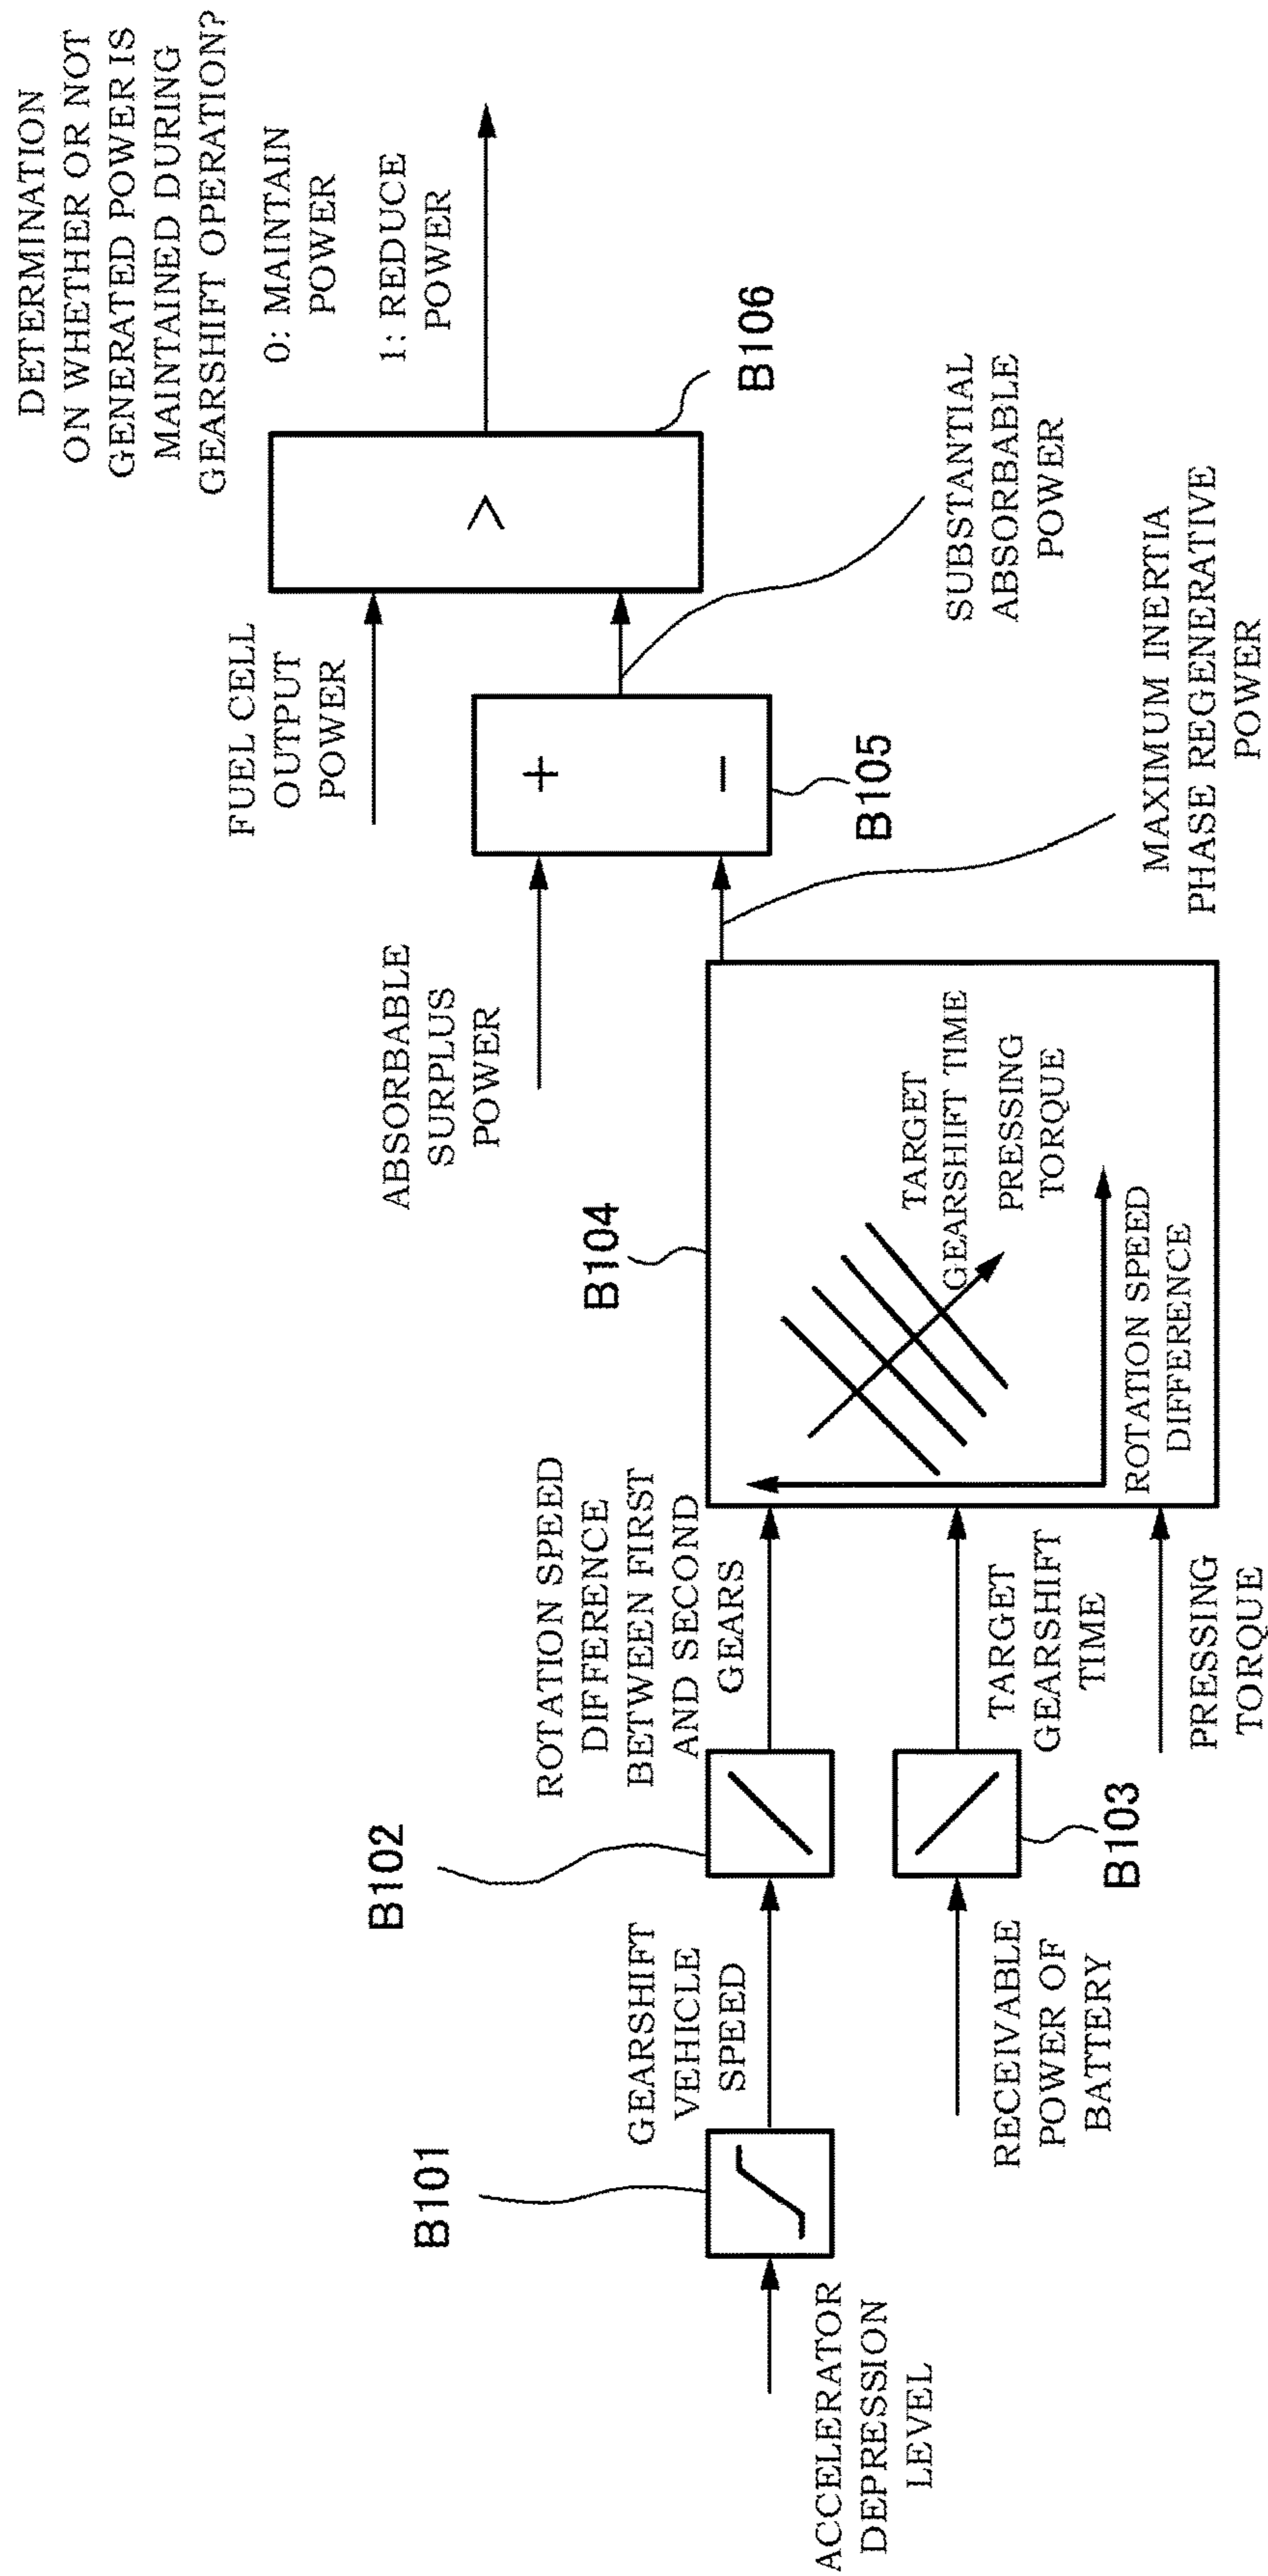 ACCELERATOR
DEPRESSION
LEVEL
B101
GEARSHIFT
VEHICLE
SPEED
B102
RECEIVABLE
POWER OF
BATTERY
B103
ROTATION SPEED
DIFFERENCE
BETWEEN FIRST
AND SECOND
GEARS
TARGET
GEARSHIFT
TIME
PRESSING
TORQUE
B104
TARGET
GEARSHIFT TIME
PRESSING
TORQUE
ROTATION SPEED
DIFFERENCE
ABSORBABLE
SURPLUS
POWER
MAXIMUM INERTIA
PHASE REGENERATIVE
POWER
+
−
B105
FUEL CELL
OUTPUT
POWER
SUBSTANTIAL
ABSORBABLE
POWER
>
B106
DETERMINATION
ON WHETHER OR NOT
GENERATED POWER IS
MAINTAINED DURING
GEARSHIFT OPERATION?
0: MAINTAIN
POWER
1: REDUCE
POWER